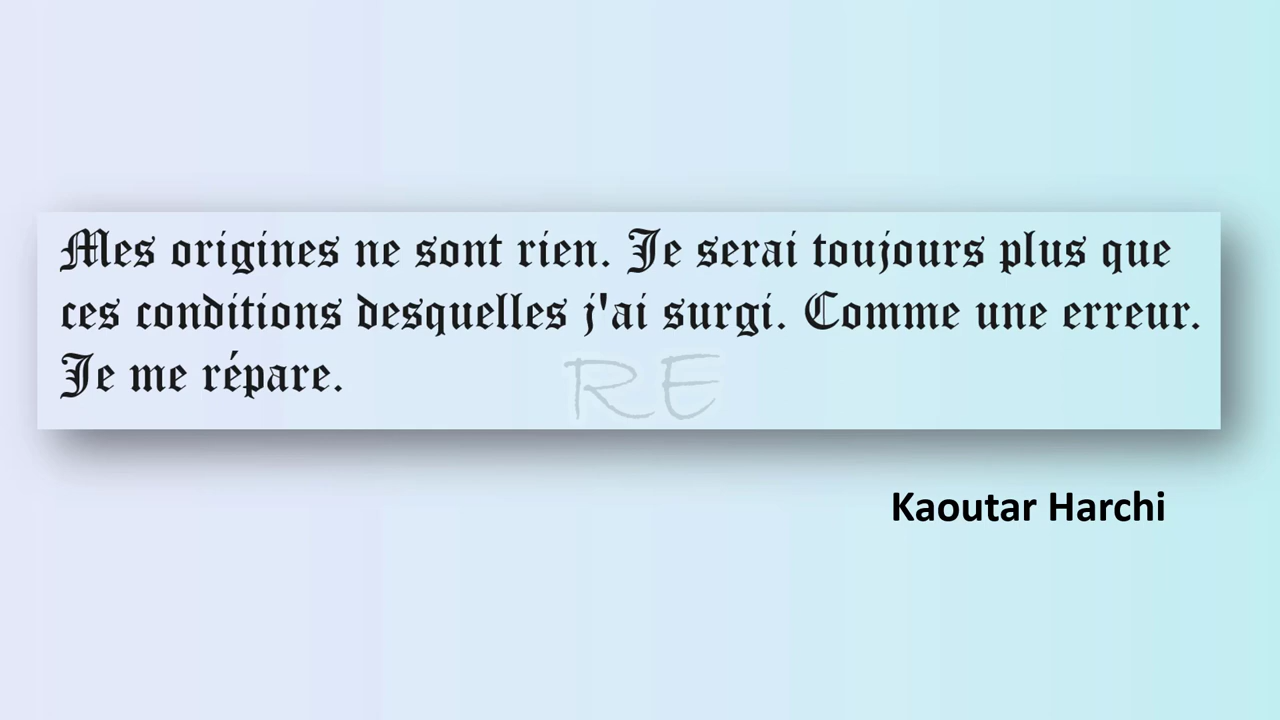 Mes origines ne sont rien. Je serai toujours plus que
ces conditions desquelles j'ai surgi. Comme une erreur.
Je me répare.
RE
Kaoutar Harchi